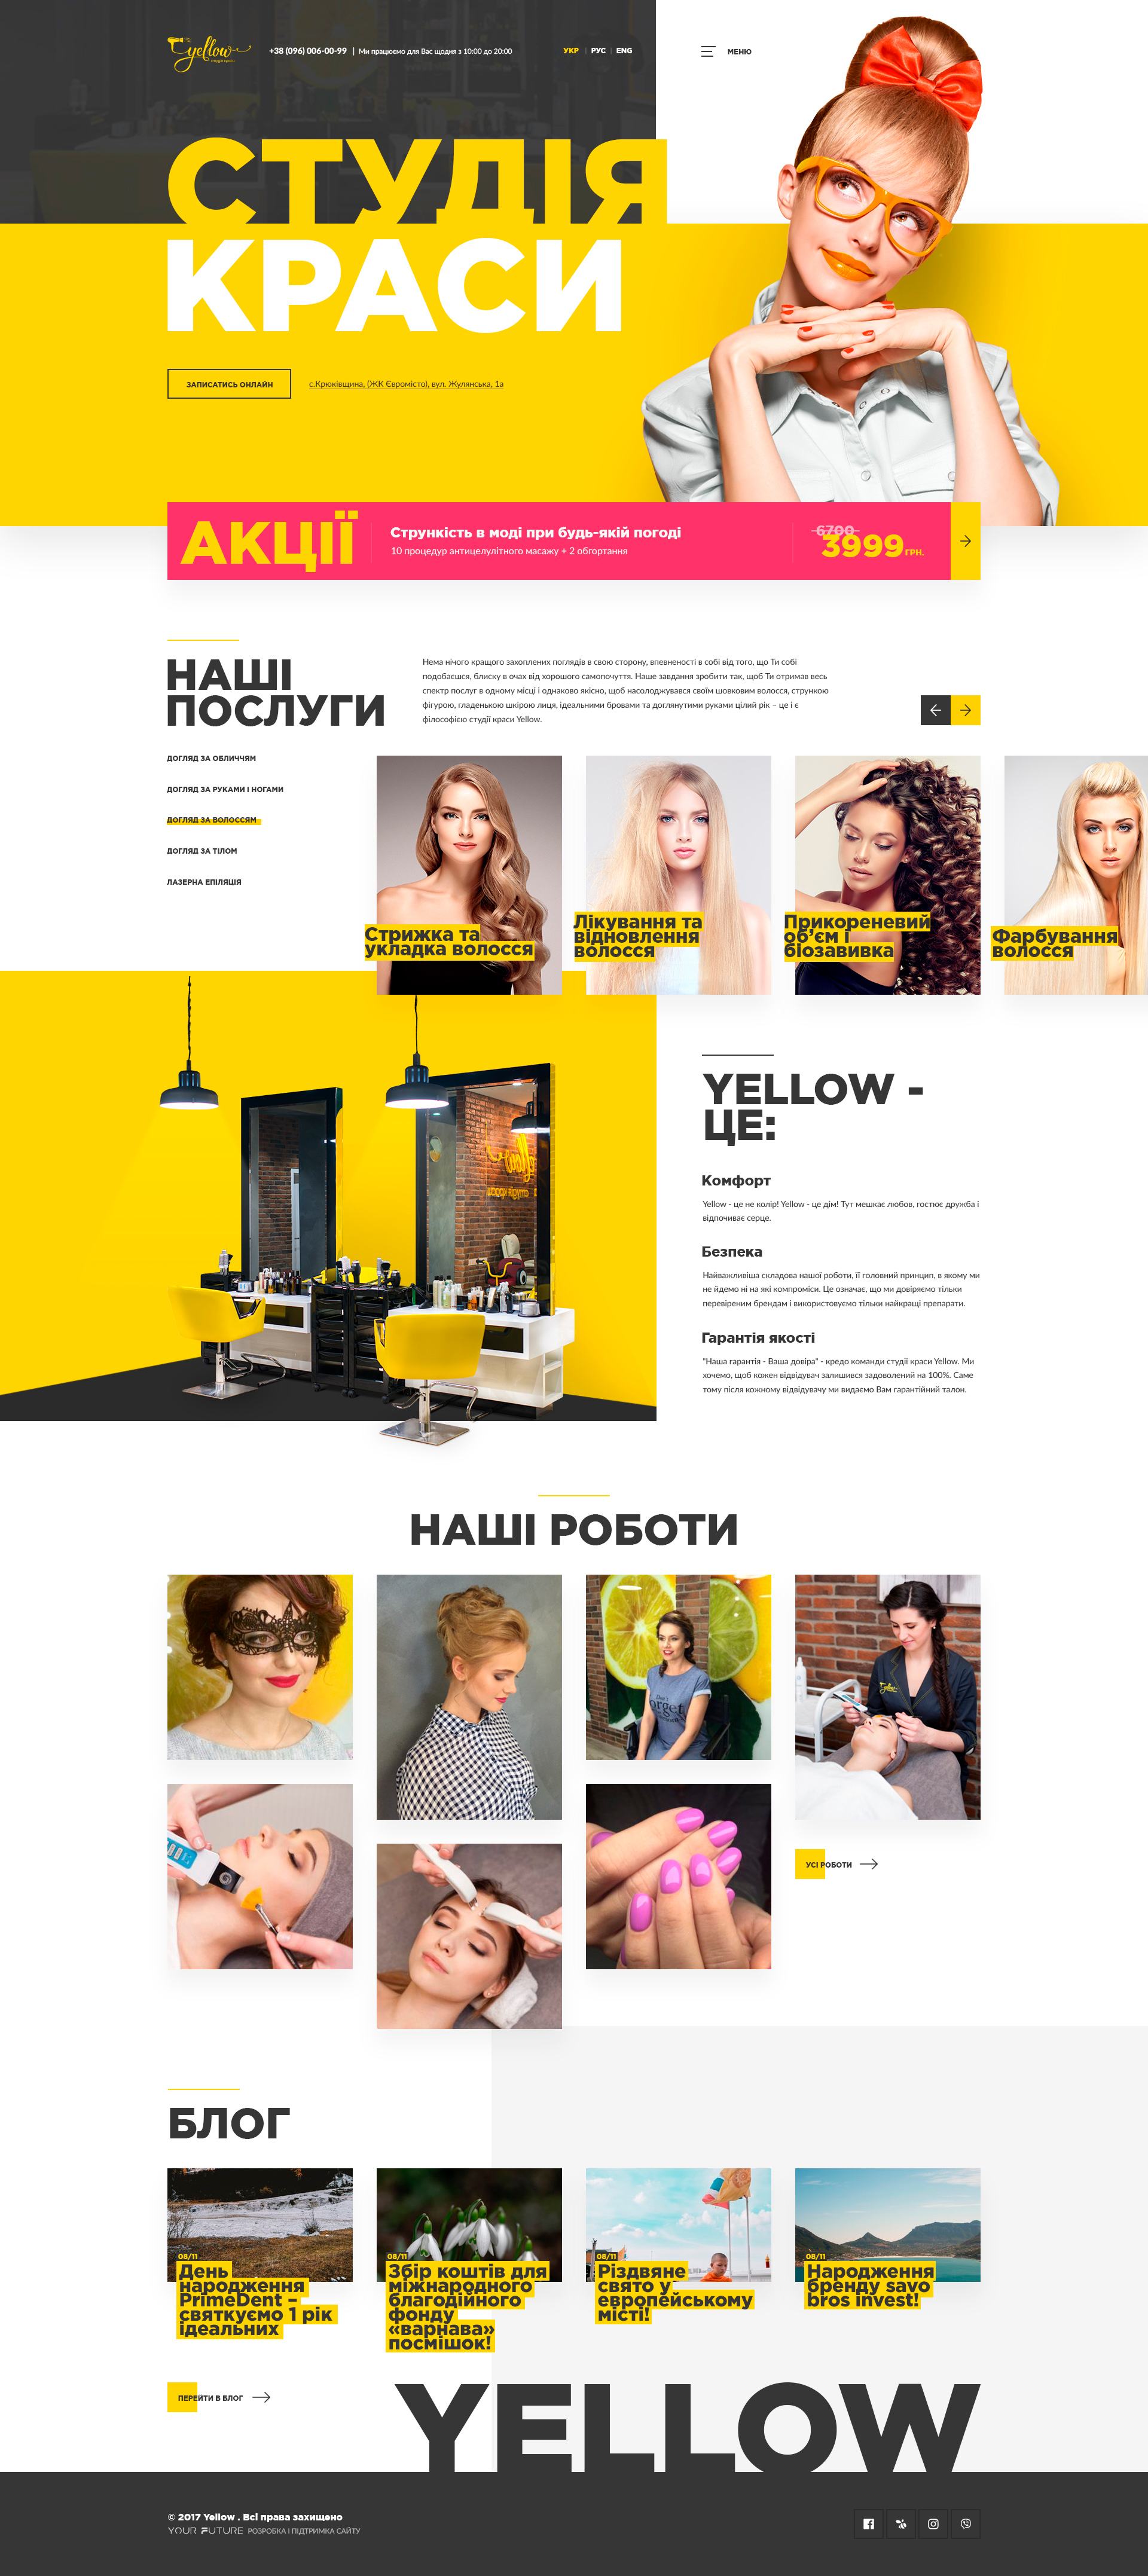 Yellow
студія краси
+38 (096) 006-00-99 | Ми працюємо для Вас щодня з 10:00 до 20:00
УКР | РУС | ENG
МЕНЮ
СТУДІЯ
КРАСИ
ЗАПИСАТИСЬ ОНЛАЙН
с.Крюківщина, (ЖК Євромісто), вул. Жулянська, 1а
АКЦІЇ
Стрункість в моді при будь-якій погоді
10 процедур антицелулітного масажу + 2 обгортання
6700
3999 ГРН.
НАШІ
ПОСЛУГИ
Нема нічого кращого захоплених поглядів в свою сторону, впевненості в собі від того, що Ти собі
подобаєшся, блиску в очах від хорошого самопочуття. Наше завдання зробити так, щоб Ти отримав весь
спектр послуг в одному місці і однаково якісно, щоб насолоджувався своїм шовковим волосся, стрункою
фігурою, гладенькою шкірою лиця, ідеальними бровами та доглянутими руками цілий рік – це і є
філософією студії краси Yellow.
ДОГЛЯД ЗА ОБЛИЧЧЯМ
ДОГЛЯД ЗА РУКАМИ І НОГАМИ
ДОГЛЯД ЗА ВОЛОССЯМ
ДОГЛЯД ЗА ТІЛОМ
ЛАЗЕРНА ЕПІЛЯЦІЯ
Стрижка та
укладка волосся
Лікування та
відновлення
волосся
Прикореневий
об'єм і
біозавивка
Фарбування
волосся
YELLOW -
ЦЕ:
Комфорт
Yellow - це не колір! Yellow - це дім! Тут мешкає любов, гостює дружба і
відпочиває серце.
Безпека
Найважливіша складова нашої роботи, її головний принцип, в якому ми
не йдемо ні на які компроміси. Це означає, що ми довіряємо тільки
перевіреним брендам і використовуємо тільки найкращі препарати.
Гарантія якості
"Наша гарантія - Ваша довіра" - кредо команди студії краси Yellow. Ми
хочемо, щоб кожен відвідувач залишився задоволений на 100%. Саме
тому після кожному відвідувачу ми видаємо Вам гарантійний талон.
НАШІ РОБОТИ
Yellow
УСІ РОБОТИ
БЛОГ
08/11
День
народження
PrimeDent –
святкуємо 1 рік
ідеальних
08/11
Збір коштів для
міжнародного
благодійного
фонду
«варнава»
посмішок!
08/11
Різдвяне
свято у
европейському
місті!
08/11
Народження
бренду savo
bros invest!
ПЕРЕЙТИ В БЛОГ
YELLOW
© 2017 Yellow . Всі права захищено
YOUR FUTURE РОЗРОБКА І ПІДТРИМКА САЙТУ